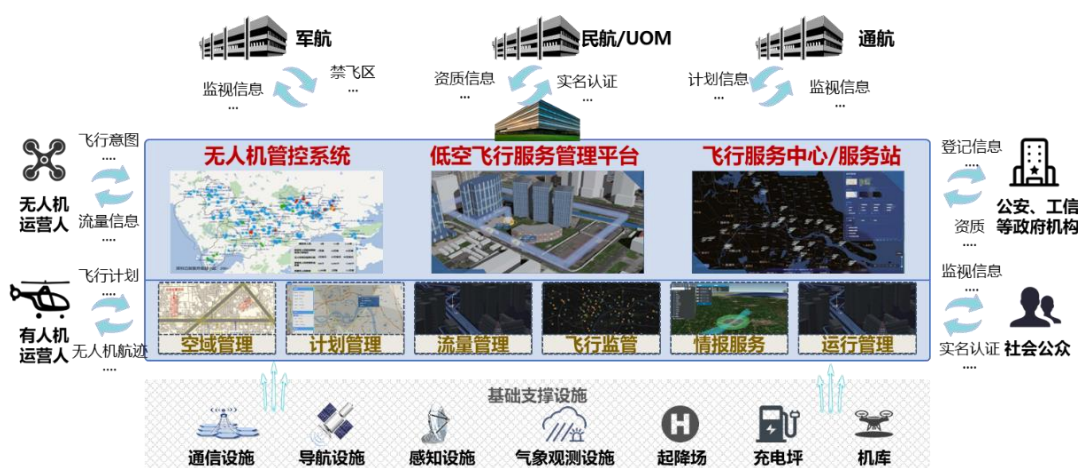 军航
民航/UOM
通航
监视信息
...
禁飞区
...
资质信息
...
实名认证
...
计划信息
...
监视信息
...
飞行意图
....
无人机
运营人
流量信息
....
飞行计划
....
有人机
运营人
无人机航迹
....
无人机管控系统
低空飞行服务管理平台
飞行服务中心/服务站
空域管理
计划管理
流量管理
飞行监管
情报服务
运行管理
登记信息
....
公安、工信
等政府机构
资质
....
监视信息
....
实名认证
....
社会公众
基础支撑设施
通信设施
导航设施
感知设施
气象观测设施
起降场
充电坪
机库
H